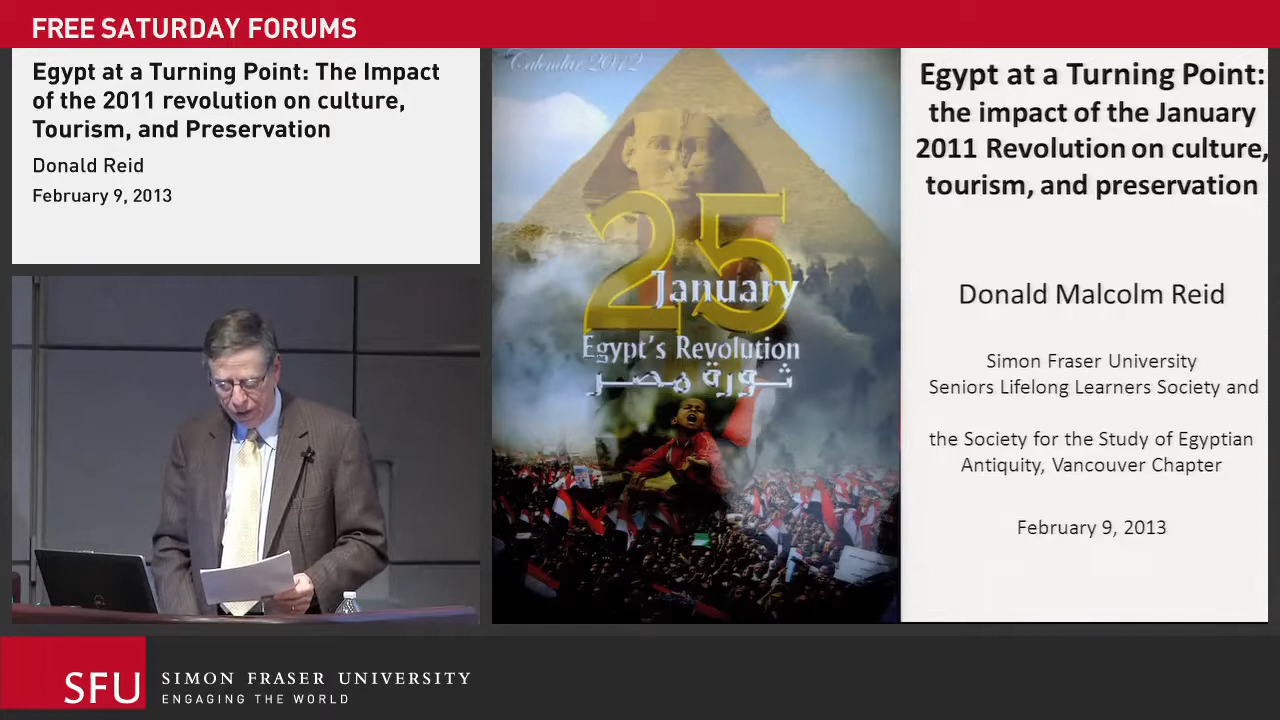 FREE SATURDAY FORUMS
Egypt at a Turning Point: The Impact
of the 2011 revolution on culture,
Tourism, and Preservation
Donald Reid
February 9, 2013
Calendar 2012
25
January
Egypt's Revolution
ثورة مصر
Egypt at a Turning Point:
the impact of the January
2011 Revolution on culture,
tourism, and preservation
Donald Malcolm Reid
Simon Fraser University
Seniors Lifelong Learners Society and
the Society for the Study of Egyptian
Antiquity, Vancouver Chapter
February 9, 2013
SFU
SIMON FRASER UNIVERSITY
ENGAGING THE WORLD